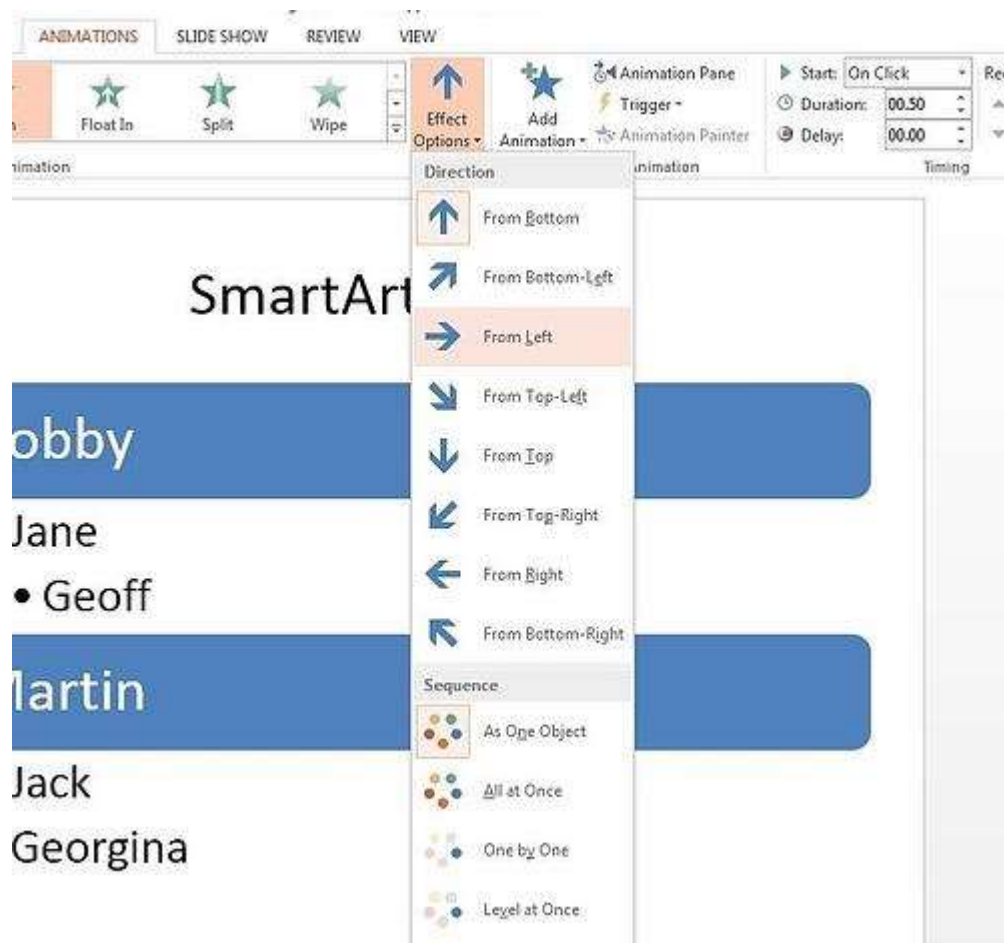 ANIMATIONS SLIDE SHOW REVIEW VIEW
Float In Split Wipe
Effect Options
Add Animation
Animation Pane
Trigger
Animation Painter
Start: On Click
Duration: 00.50
Delay: 00.00
nimation
nimation
Timing
Direction
From Bottom
From Bottom-Left
From Left
From Top-Left
From Top
From Top-Right
From Right
From Bottom-Right
Sequence
As One Object
All at Once
One by One
Level at Once
SmartArt
obby
Jane
• Geoff
artin
Jack
Georgina